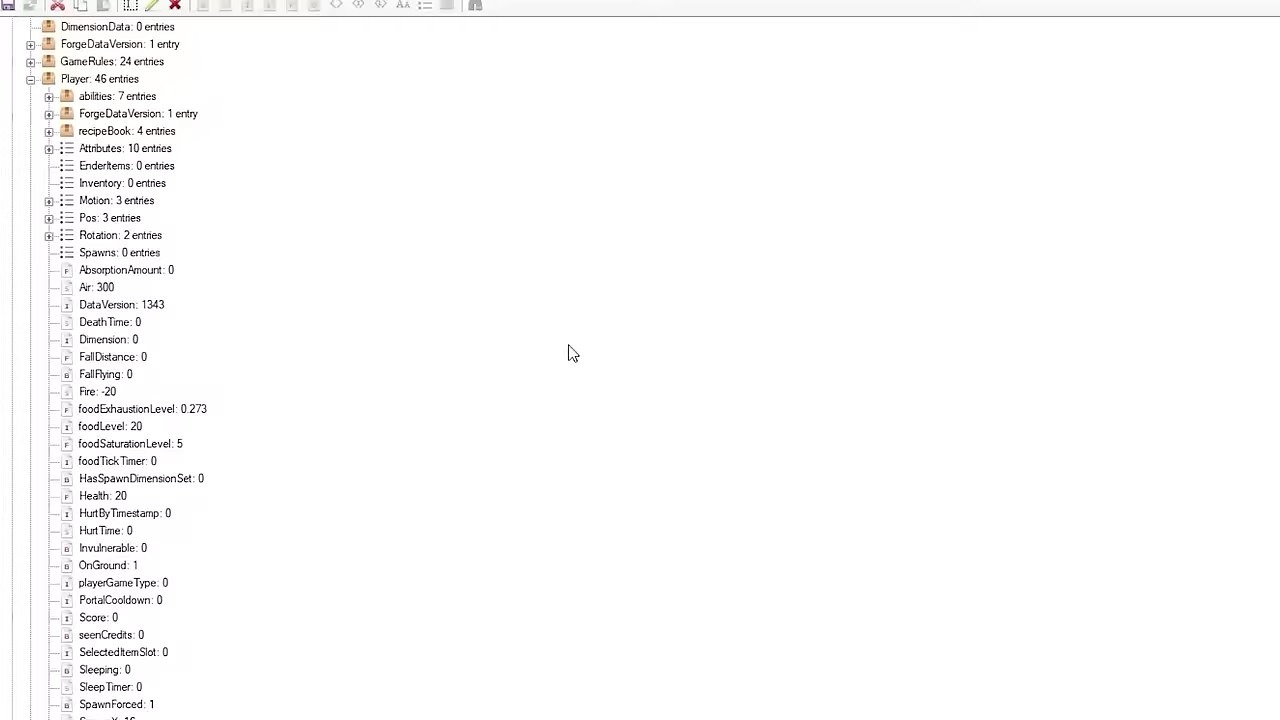 DimensionData: 0 entries
ForgeDataVersion: 1 entry
GameRules: 24 entries
Player: 46 entries
abilities: 7 entries
ForgeDataVersion: 1 entry
recipeBook: 4 entries
Attributes: 10 entries
EnderItems: 0 entries
Inventory: 0 entries
Motion: 3 entries
Pos: 3 entries
Rotation: 2 entries
Spawns: 0 entries
AbsorptionAmount: 0
Air: 300
DataVersion: 1343
DeathTime: 0
Dimension: 0
FallDistance: 0
FallFlying: 0
Fire: -20
foodExhaustionLevel: 0.273
foodLevel: 20
foodSaturationLevel: 5
foodTickTimer: 0
HasSpawnDimensionSet: 0
Health: 20
HurtByTimestamp: 0
HurtTime: 0
Invulnerable: 0
OnGround: 1
playerGameType: 0
PortalCooldown: 0
Score: 0
seenCredits: 0
SelectedItemSlot: 0
Sleeping: 0
SleepTimer: 0
SpawnForced: 1